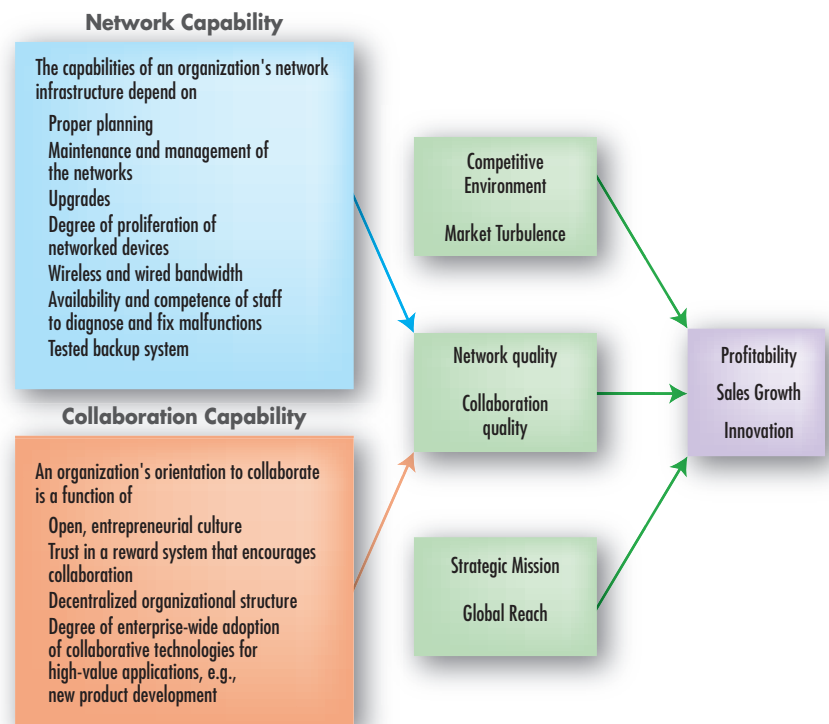 Network Capability
The capabilities of an organization's network
infrastructure depend on
Proper planning
Maintenance and management of
the networks
Upgrades
Degree of proliferation of
networked devices
Wireless and wired bandwidth
Availability and competence of staff
to diagnose and fix malfunctions
Tested backup system
Collaboration Capability
An organization's orientation to collaborate
is a function of
Open, entrepreneurial culture
Trust in a reward system that encourages
collaboration
Decentralized organizational structure
Degree of enterprise-wide adoption
of collaborative technologies for
high-value applications, e.g.,
new product development
Competitive
Environment
Market Turbulence
Network quality
Collaboration
quality
Strategic Mission
Global Reach
Profitability
Sales Growth
Innovation